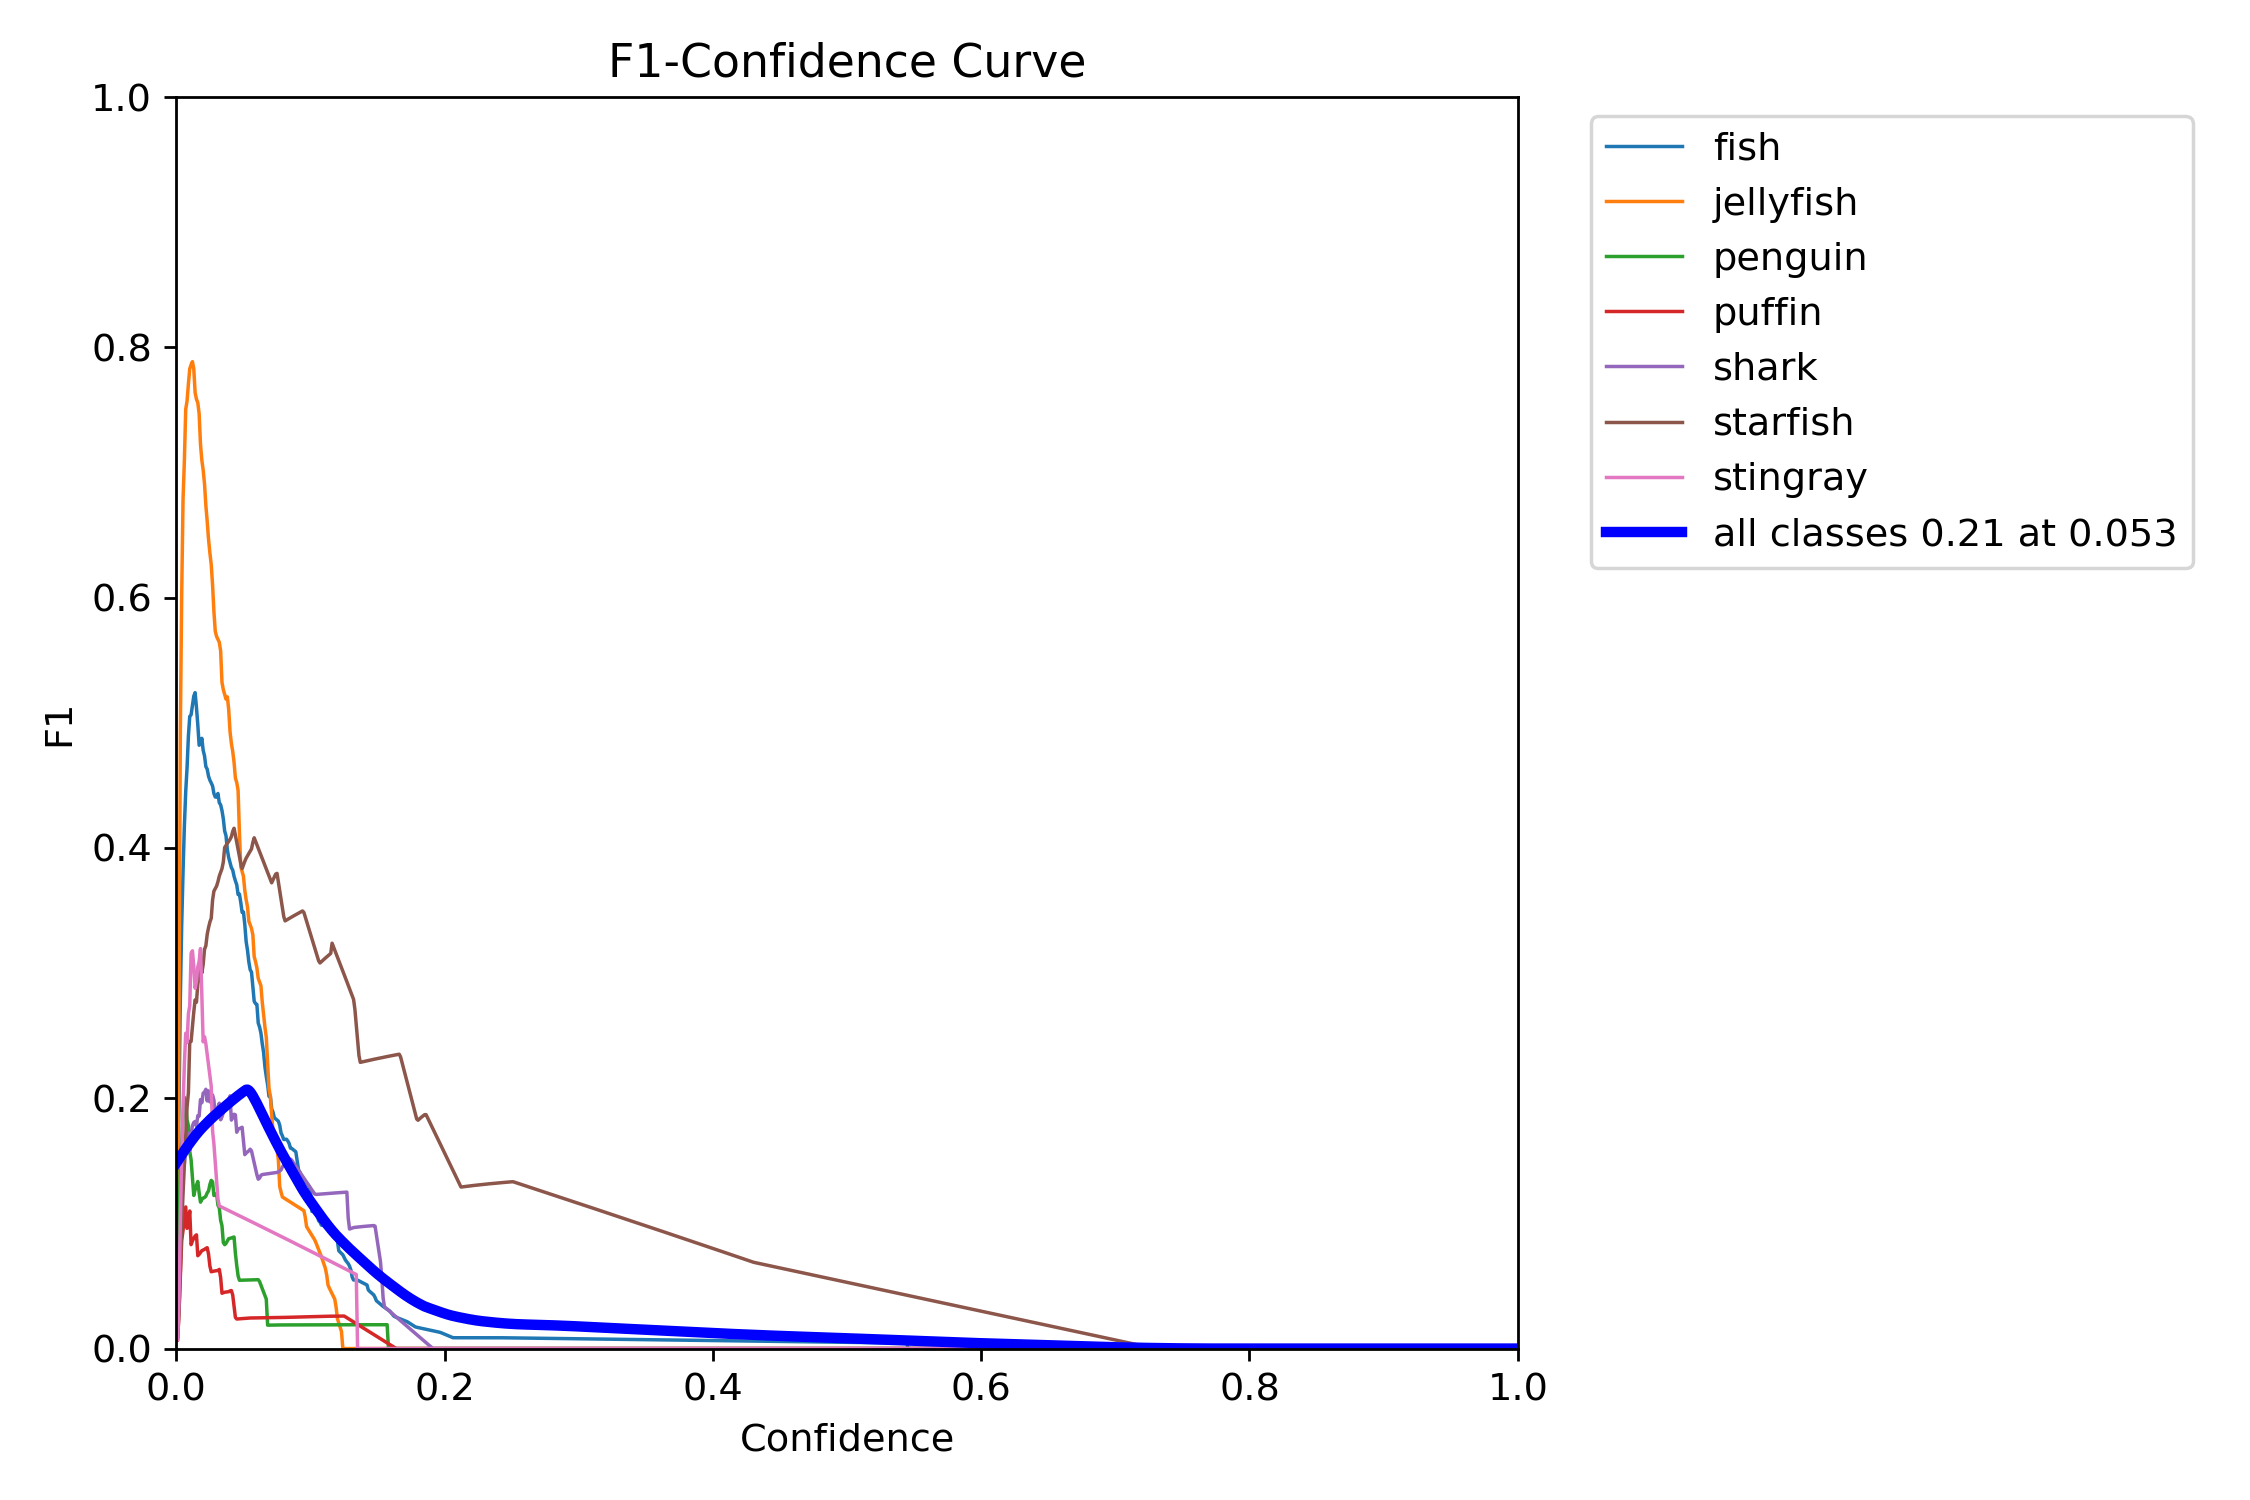 F1-Confidence Curve
1.0
0.8
0.6
0.4
0.2
0.0
F1
0.0 0.2 0.4 0.6 0.8 1.0
Confidence
fish
jellyfish
penguin
puffin
shark
starfish
stingray
all classes 0.21 at 0.053